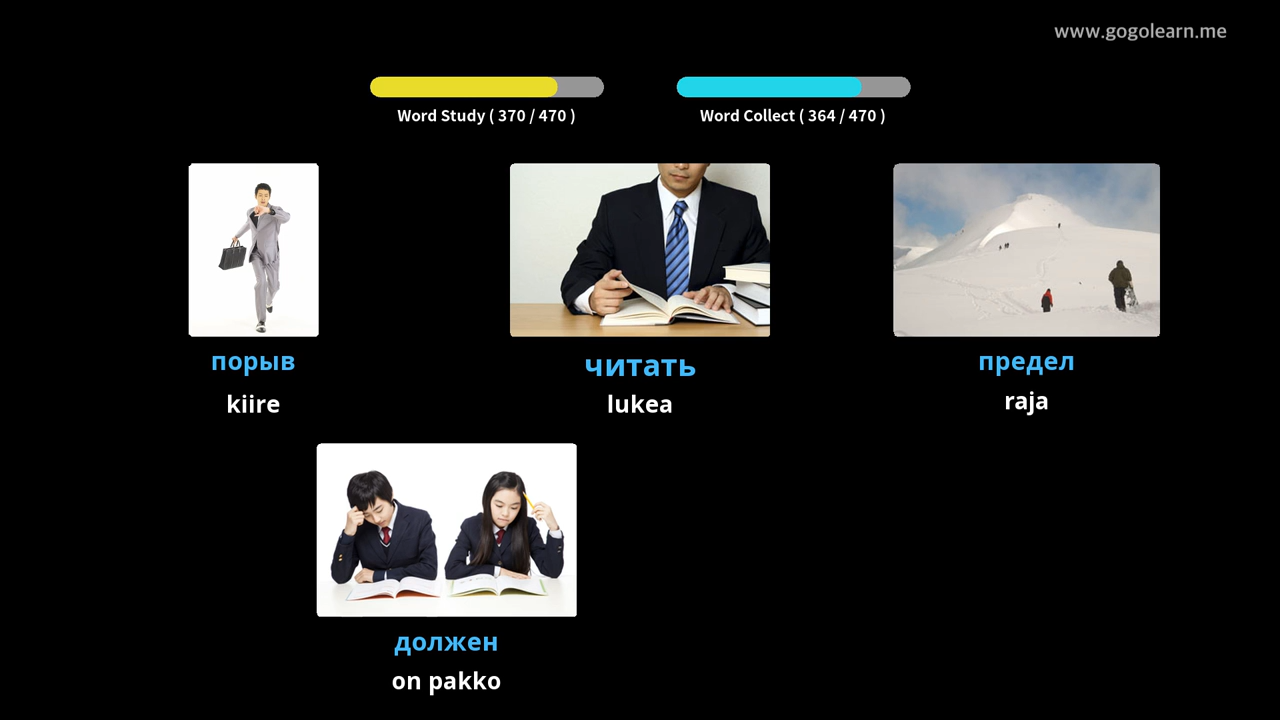 www.gogolearn.me
Word Study ( 370 / 470 )
Word Collect ( 364 / 470 )
порыв
kiire
читать
lukea
предел
raja
должен
on pakko